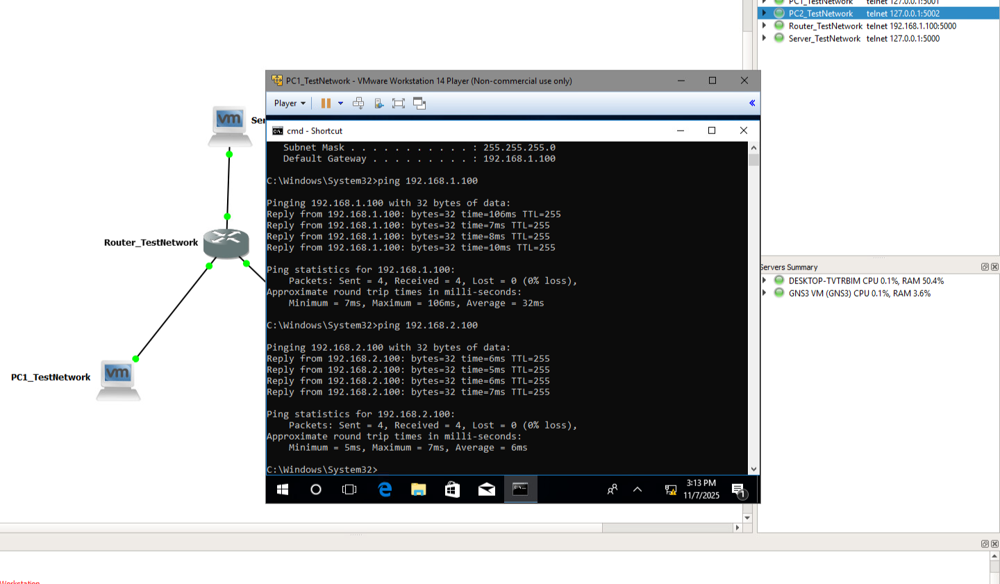 PC1_TestNetwork telnet 127.0.0.1:5001
PC2_TestNetwork telnet 127.0.0.1:5002
Router_TestNetwork telnet 192.168.1.100:5000
Server_TestNetwork telnet 127.0.0.1:5000
vm
Ser
Router_TestNetwork
PC1_TestNetwork
vm
PC1_TestNetwork - VMware Workstation 14 Player (Non-commercial use only)
Player
cmd - Shortcut
Subnet Mask . . . . . . . . . . . : 255.255.255.0
Default Gateway . . . . . . . . . : 192.168.1.100
C:\Windows\System32>ping 192.168.1.100
Pinging 192.168.1.100 with 32 bytes of data:
Reply from 192.168.1.100: bytes=32 time=106ms TTL=255
Reply from 192.168.1.100: bytes=32 time=7ms TTL=255
Reply from 192.168.1.100: bytes=32 time=8ms TTL=255
Reply from 192.168.1.100: bytes=32 time=10ms TTL=255
Ping statistics for 192.168.1.100:
Packets: Sent = 4, Received = 4, Lost = 0 (0% loss),
Approximate round trip times in milli-seconds:
Minimum = 7ms, Maximum = 106ms, Average = 32ms
C:\Windows\System32>ping 192.168.2.100
Pinging 192.168.2.100 with 32 bytes of data:
Reply from 192.168.2.100: bytes=32 time=6ms TTL=255
Reply from 192.168.2.100: bytes=32 time=5ms TTL=255
Reply from 192.168.2.100: bytes=32 time=6ms TTL=255
Reply from 192.168.2.100: bytes=32 time=7ms TTL=255
Ping statistics for 192.168.2.100:
Packets: Sent = 4, Received = 4, Lost = 0 (0% loss),
Approximate round trip times in milli-seconds:
Minimum = 5ms, Maximum = 7ms, Average = 6ms
C:\Windows\System32>
3:13 PM
11/7/2025
1
Servers Summary
DESKTOP-TVTRBIM CPU 0.1%, RAM 50.4%
GNS3 VM (GNS3) CPU 0.1%, RAM 3.6%
Workstation